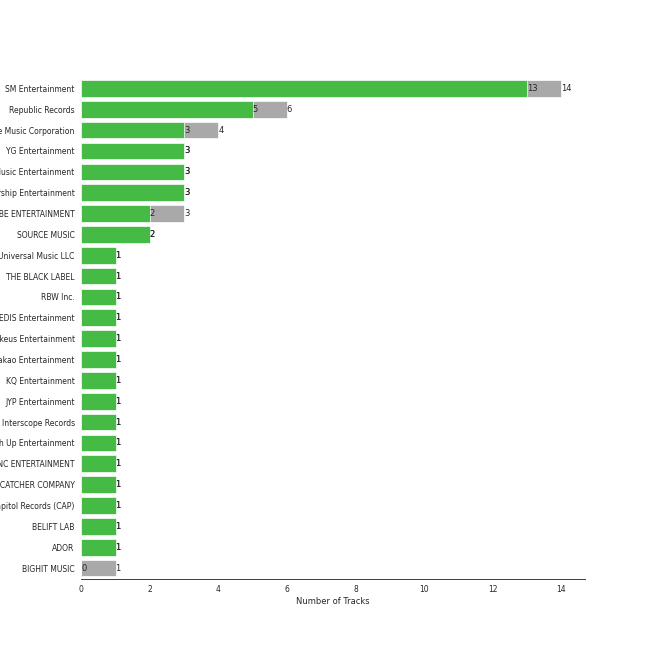 SM Entertainment 13 14
Republic Records 5 6
e Music Corporation 3 4
YG Entertainment 3
Music Entertainment 3
rship Entertainment 3
BE ENTERTAINMENT 2 3
SOURCE MUSIC 2
Universal Music LLC 1
THE BLACK LABEL 1
RBW Inc. 1
EDIS Entertainment 1
keus Entertainment 1
akao Entertainment 1
KQ Entertainment 1
JYP Entertainment 1
Interscope Records 1
h Up Entertainment 1
NC ENTERTAINMENT 1
CATCHER COMPANY 1
pitol Records (CAP) 1
BELIFT LAB 1
ADOR 1
BIGHIT MUSIC 0 1
0 2 4 6 8 10 12 14
Number of Tracks